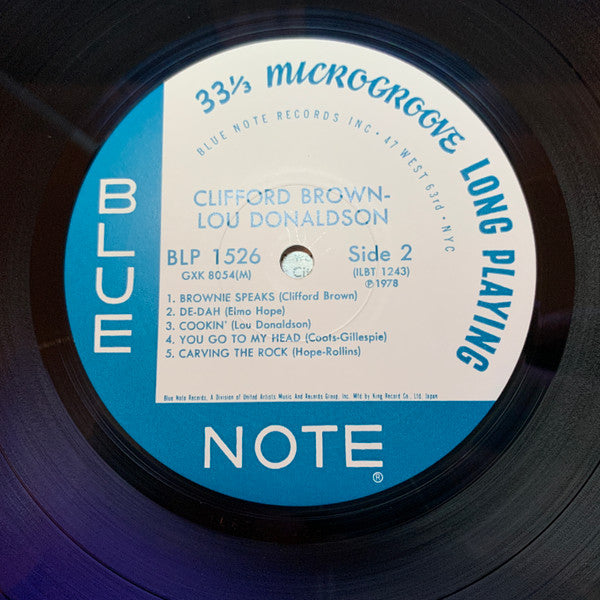 33⅓ MICROGROOVE LONG PLAYING
BLUE NOTE RECORDS INC • 47 WEST 63rd • NYC
CLIFFORD BROWN-
LOU DONALDSON
BLP 1526 Side 2
GXK 8054(M) (ILBT 1243)
℗1978
1. BROWNIE SPEAKS (Clifford Brown)
2. DE-DAH (Elmo Hope)
3. COOKIN' (Lou Donaldson)
4. YOU GO TO MY HEAD (Coots-Gillespie)
5. CARVING THE ROCK (Hope-Rollins)
Blue Note Records, A Division of United Artists Music And Records Group, Inc. Mfd by King Record Co., Ltd. Japan
BLUE
NOTE®